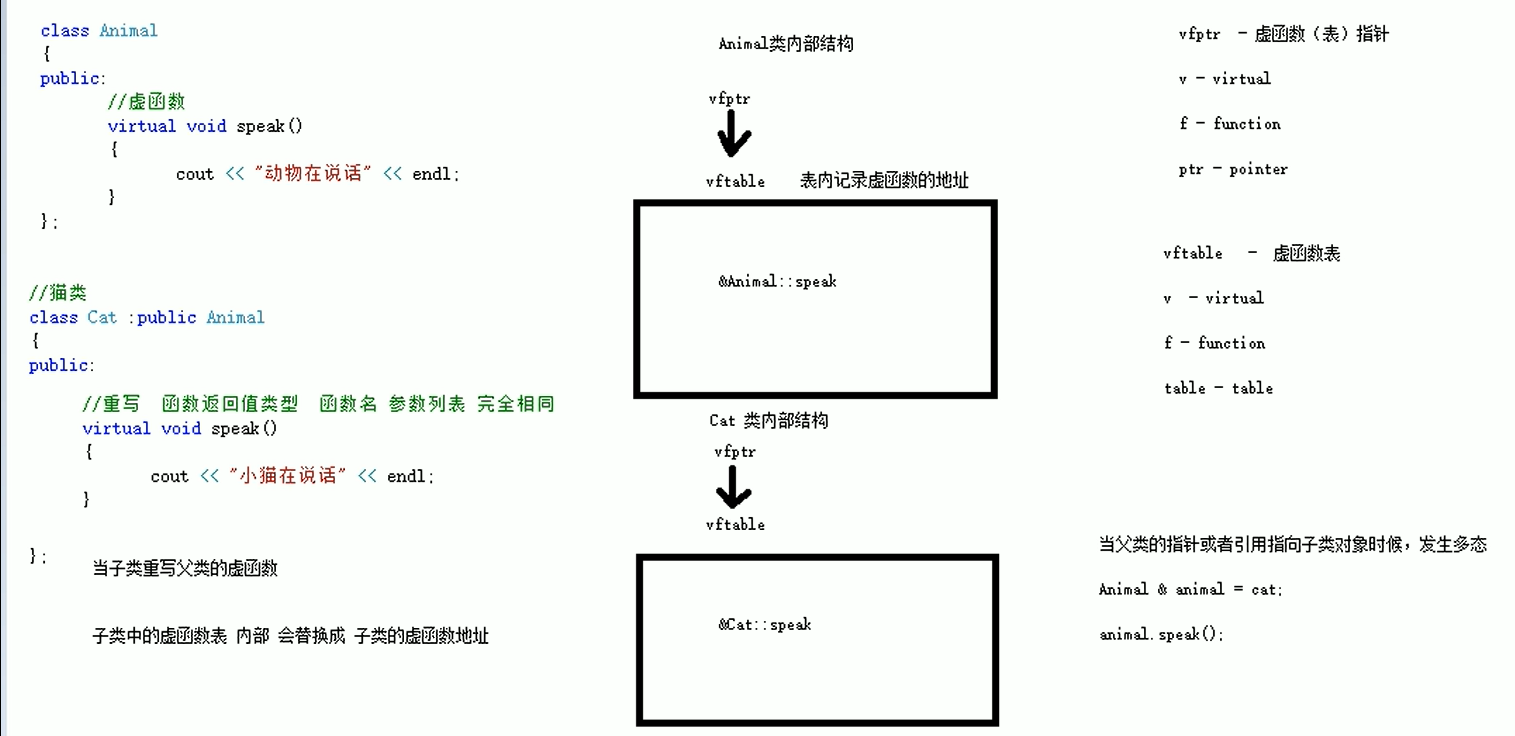 class Animal
{
public:
//虚函数
virtual void speak()
{
cout << "动物在说话" << endl;
}
};
//猫类
class Cat :public Animal
{
public:
//重写 函数返回值类型 函数名 参数列表 完全相同
virtual void speak()
{
cout << "小猫在说话" << endl;
}
};
当子类重写父类的虚函数
子类中的虚函数表 内部 会替换成 子类的虚函数地址
Animal类内部结构
vfptr
vftable 表内记录虚函数的地址
&Animal::speak
Cat 类内部结构
vfptr
vftable
&Cat::speak
vfptr - 虚函数（表）指针
v - virtual
f - function
ptr - pointer
vftable - 虚函数表
v - virtual
f - function
table - table
当父类的指针或者引用指向子类对象时候，发生多态
Animal & animal = cat;
animal.speak();